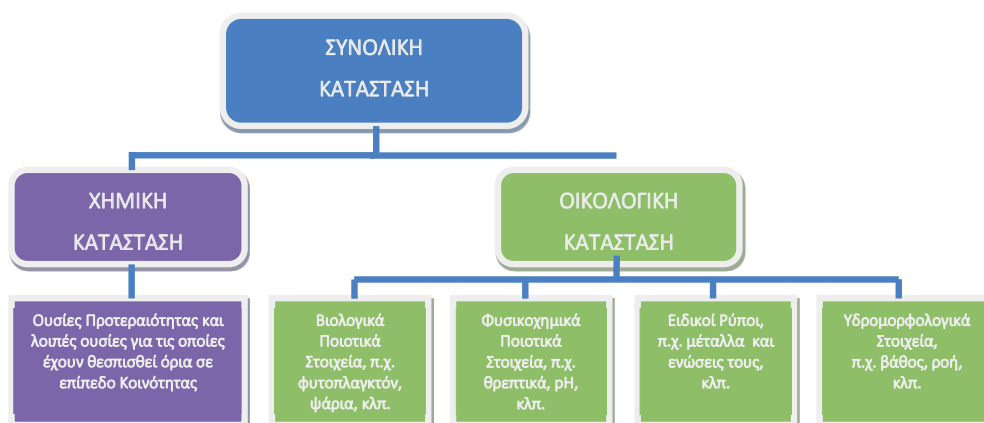 ΣΥΝΟΛΙΚΗ
ΚΑΤΑΣΤΑΣΗ
ΧΗΜΙΚΗ
ΚΑΤΑΣΤΑΣΗ
ΟΙΚΟΛΟΓΙΚΗ
ΚΑΤΑΣΤΑΣΗ
Ουσίες Προτεραιότητας και
λοιπές ουσίες για τις οποίες
έχουν θεσπισθεί όρια σε
επίπεδο Κοινότητας
Βιολογικά
Ποιοτικά
Στοιχεία, π.χ.
φυτοπλαγκτόν,
ψάρια, κλπ.
Φυσικοχημικά
Ποιοτικά
Στοιχεία, π.χ.
θρεπτικά, pH,
κλπ.
Ειδικοί Ρύποι,
π.χ. μέταλλα και
ενώσεις τους,
κλπ.
Υδρομορφολογικά
Στοιχεία,
π.χ. βάθος, ροή,
κλπ.